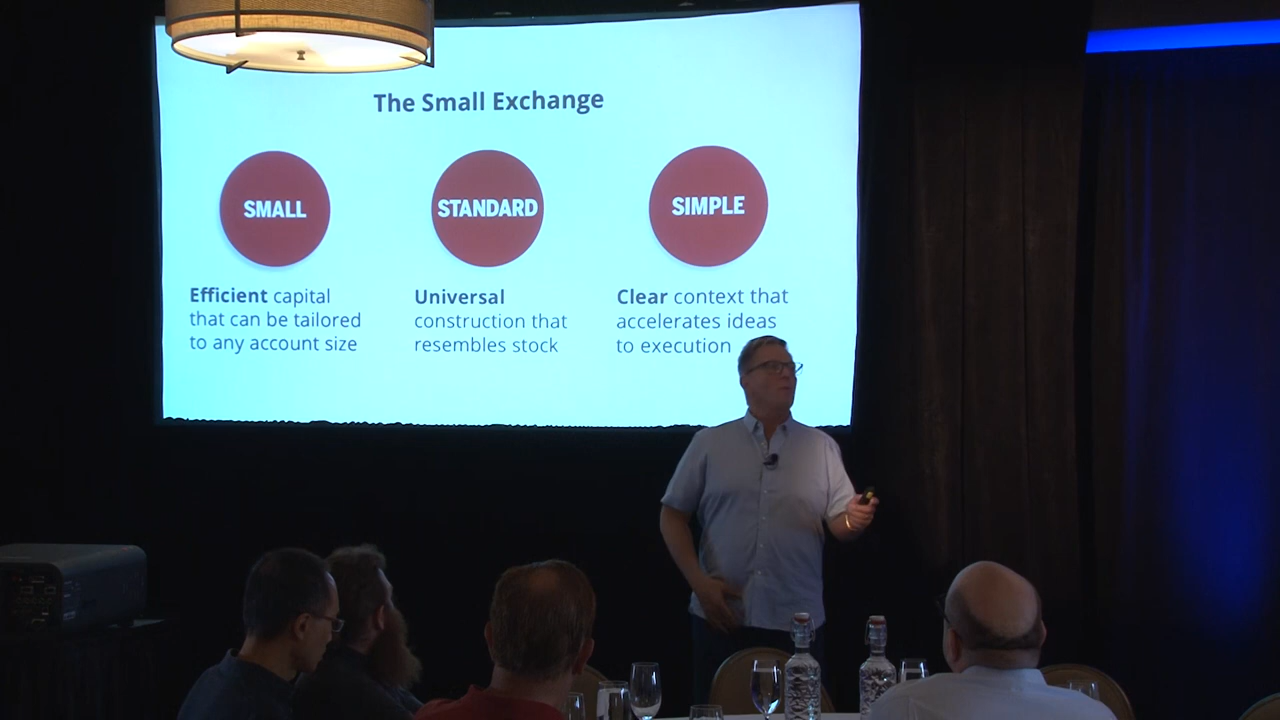 The Small Exchange
SMALL
STANDARD
SIMPLE
Efficient capital
that can be tailored
to any account size
Universal
construction that
resembles stock
Clear context that
accelerates ideas
to execution